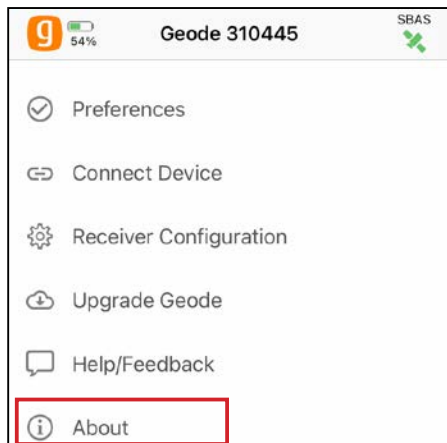 g
54%
Geode 310445
SBAS
Preferences
Connect Device
Receiver Configuration
Upgrade Geode
Help/Feedback
About